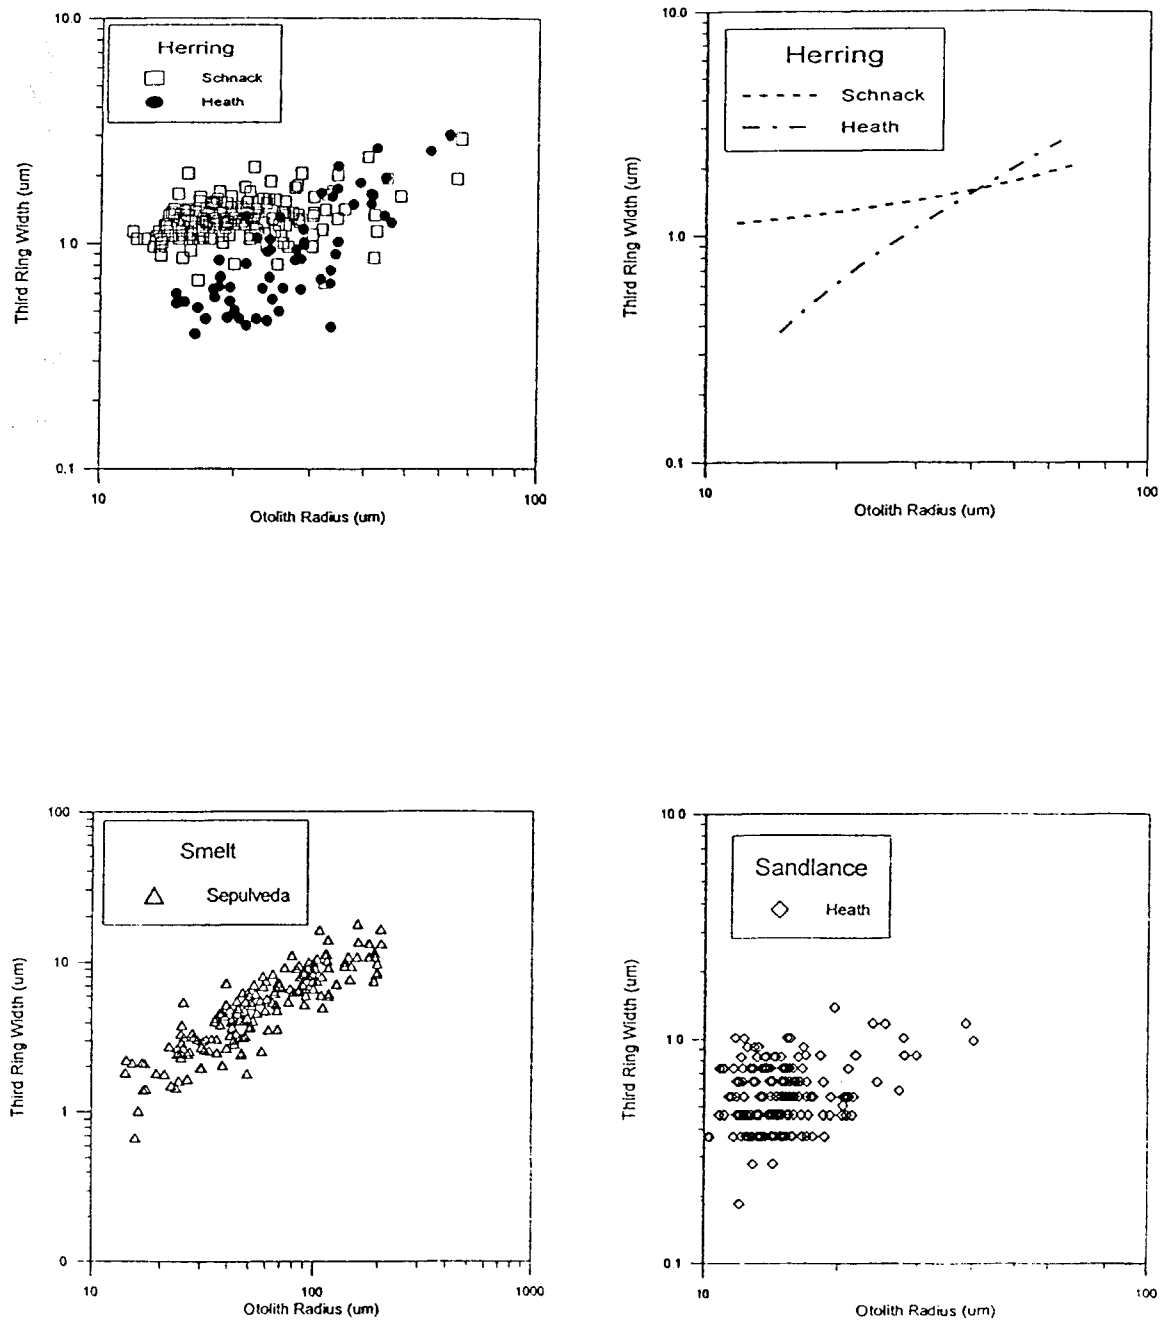 10.0
Herring
Schnack
Heath
1.0
0.1
10
100
Third Ring Width (um)
Otolith Radius (um)
10.0
Herring
Schnack
Heath
1.0
0.1
10
100
Third Ring Width (um)
Otolith Radius (um)
100
Smelt
Sepulveda
10
1
0
10
100
1000
Third Ring Width (um)
Otolith Radius (um)
10.0
Sandlance
Heath
1.0
0.1
10
100
Third Ring Width (um)
Otolith Radius (um)